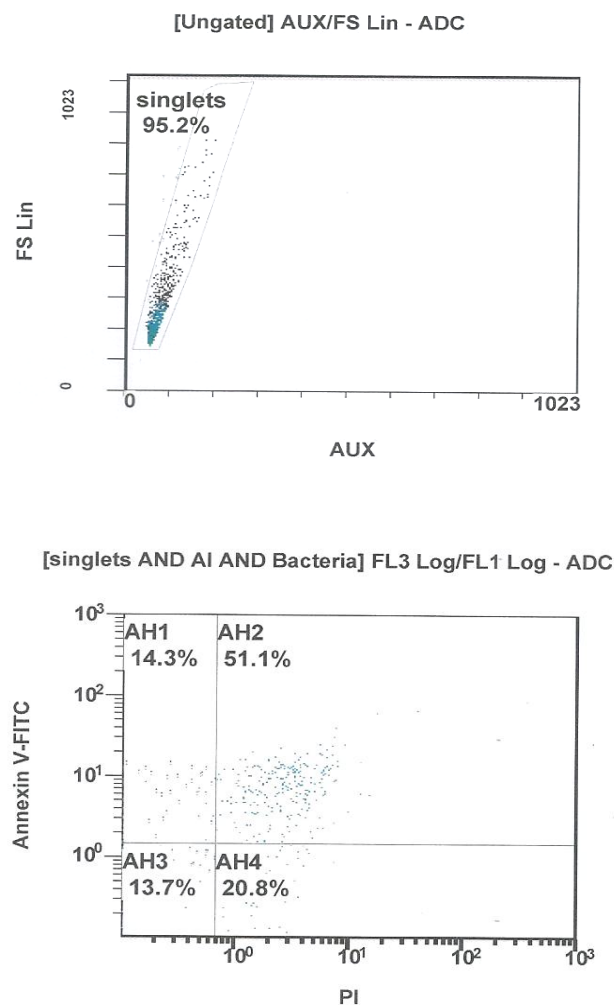 [Ungated] AUX/FS Lin - ADC
1023
singlets
95.2%
FS Lin
0
0
1023
AUX
[singlets AND AI AND Bacteria] FL3 Log/FL1 Log - ADC
10³
AH1
AH2
14.3%
51.1%
10²
Annexin V-FITC
10¹
10⁰
AH3
AH4
13.7%
20.8%
10⁰
10¹
10²
10³
PI